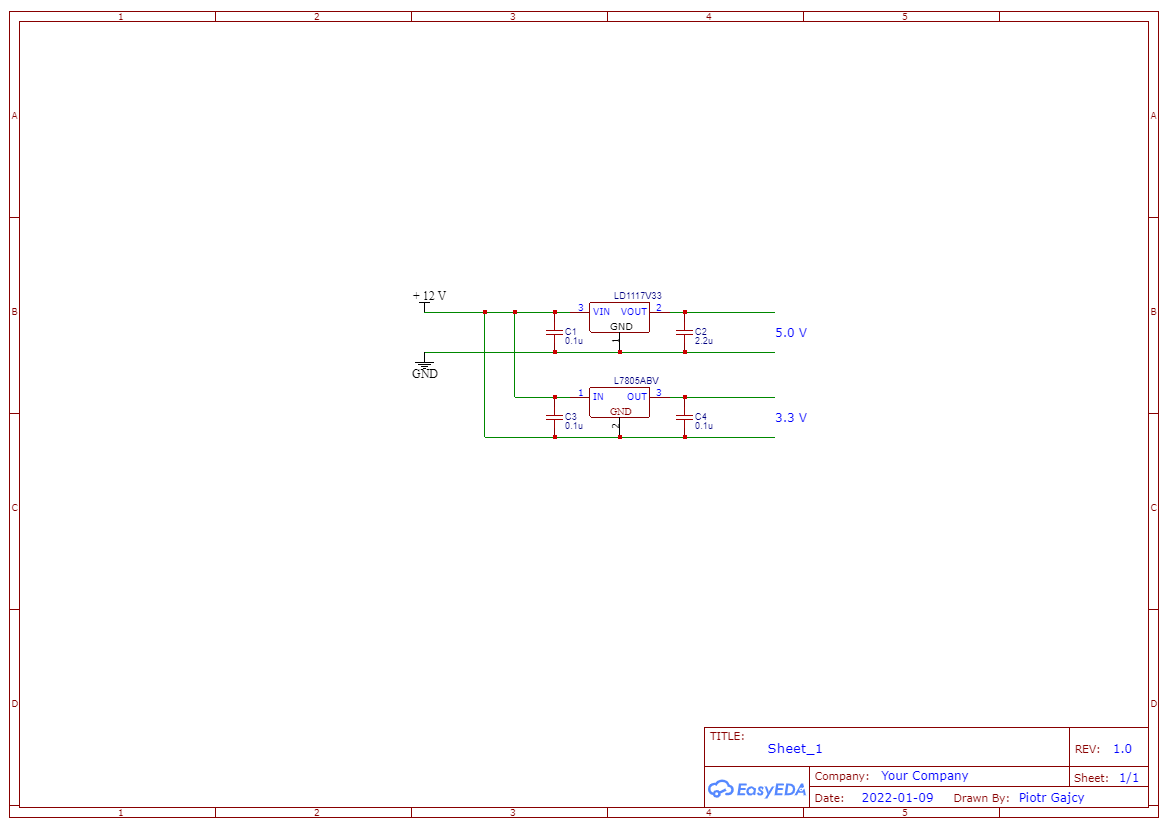 1 2 3 4 5
A A
+12 V
LD1117V33
3 VIN VOUT 2
B B
GND
C1
0.1u
1
C2
2.2u
5.0 V
GND
L7805ABV
1 IN OUT 3
GND
C3
0.1u
2
C4
0.1u
3.3 V
C C
D D
TITLE:
Sheet_1
REV: 1.0
EasyEDA
Company: Your Company
Sheet: 1/1
Date: 2022-01-09 Drawn By: Piotr Gajcy
1 2 3 4 5